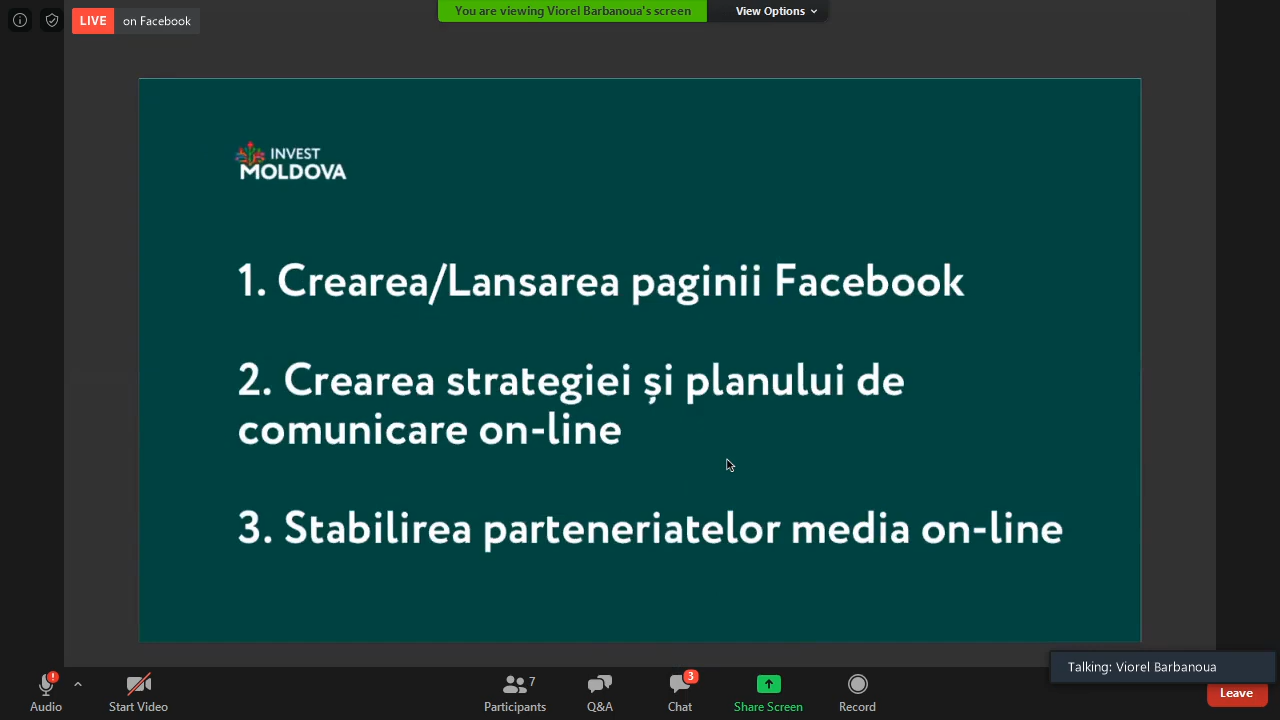 LIVE on Facebook
You are viewing Viorel Barbanoua's screen
View Options
INVEST
MOLDOVA
1. Crearea/Lansarea paginii Facebook
2. Crearea strategiei și planului de
comunicare on-line
3. Stabilirea parteneriatelor media on-line
Talking: Viorel Barbanoua
Audio
Start Video
7
Participants
Q&A
3
Chat
Share Screen
Record
Leave